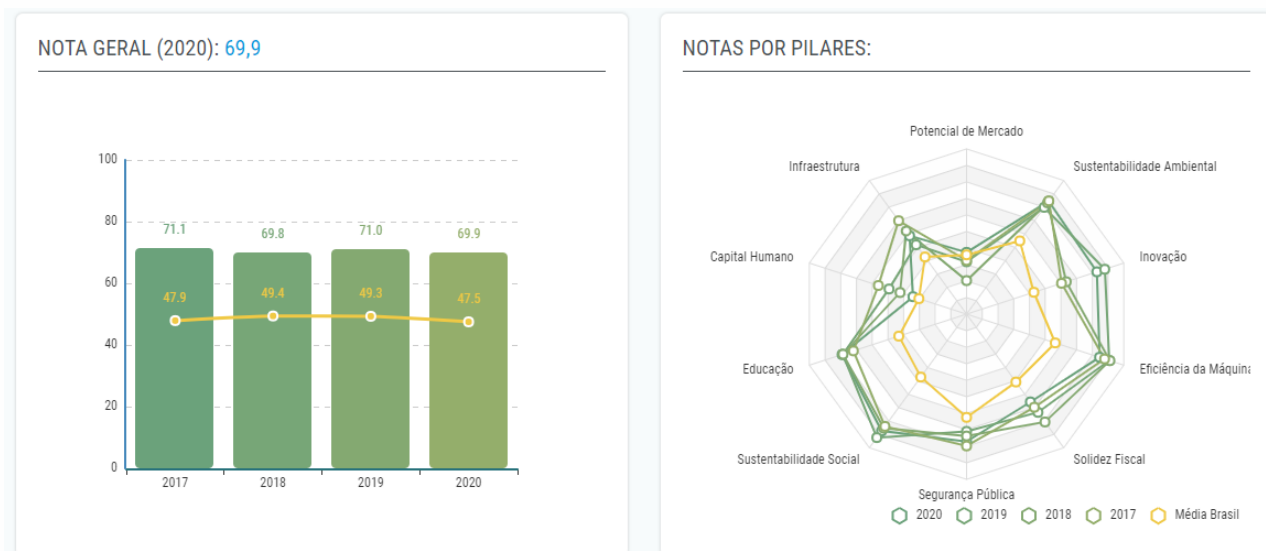 NOTA GERAL (2020): 69,9
100
80
60
40
20
0
71.1
69.8
71.0
69.9
47.9
49.4
49.3
47.5
2017
2018
2019
2020
NOTAS POR PILARES:
Potencial de Mercado
Infraestrutura
Sustentabilidade Ambiental
Capital Humano
Inovação
Educação
Eficiência da Máquina
Sustentabilidade Social
Solidez Fiscal
Segurança Pública
2020 2019 2018 2017 Média Brasil